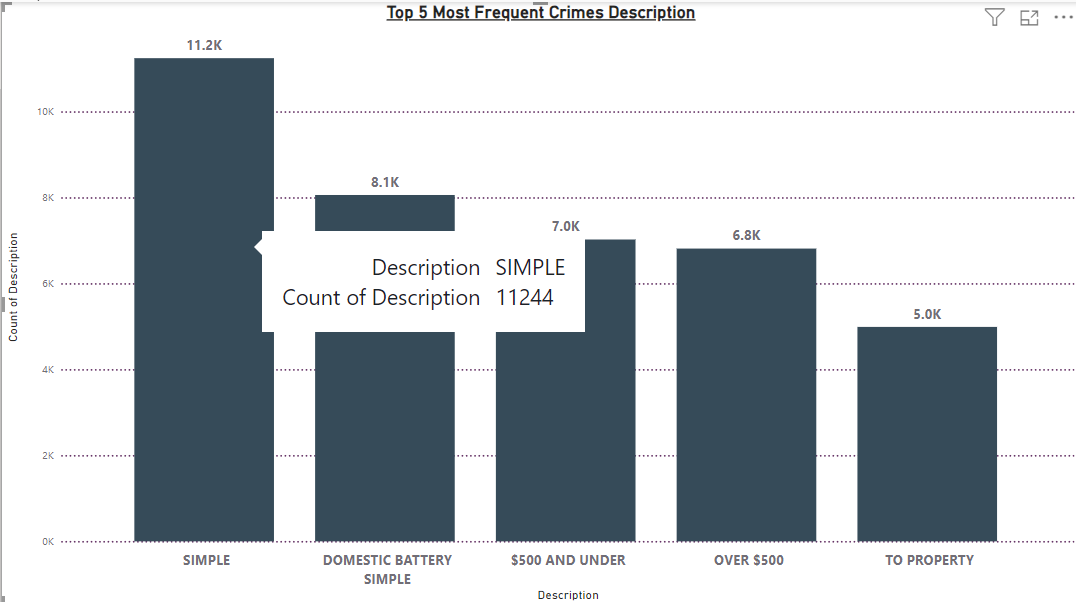 Top 5 Most Frequent Crimes Description
11.2K
8.1K
7.0K
6.8K
5.0K
10K
8K
6K
4K
2K
0K
Count of Description
Description SIMPLE
Count of Description 11244
SIMPLE
DOMESTIC BATTERY
SIMPLE
$500 AND UNDER
OVER $500
TO PROPERTY
Description